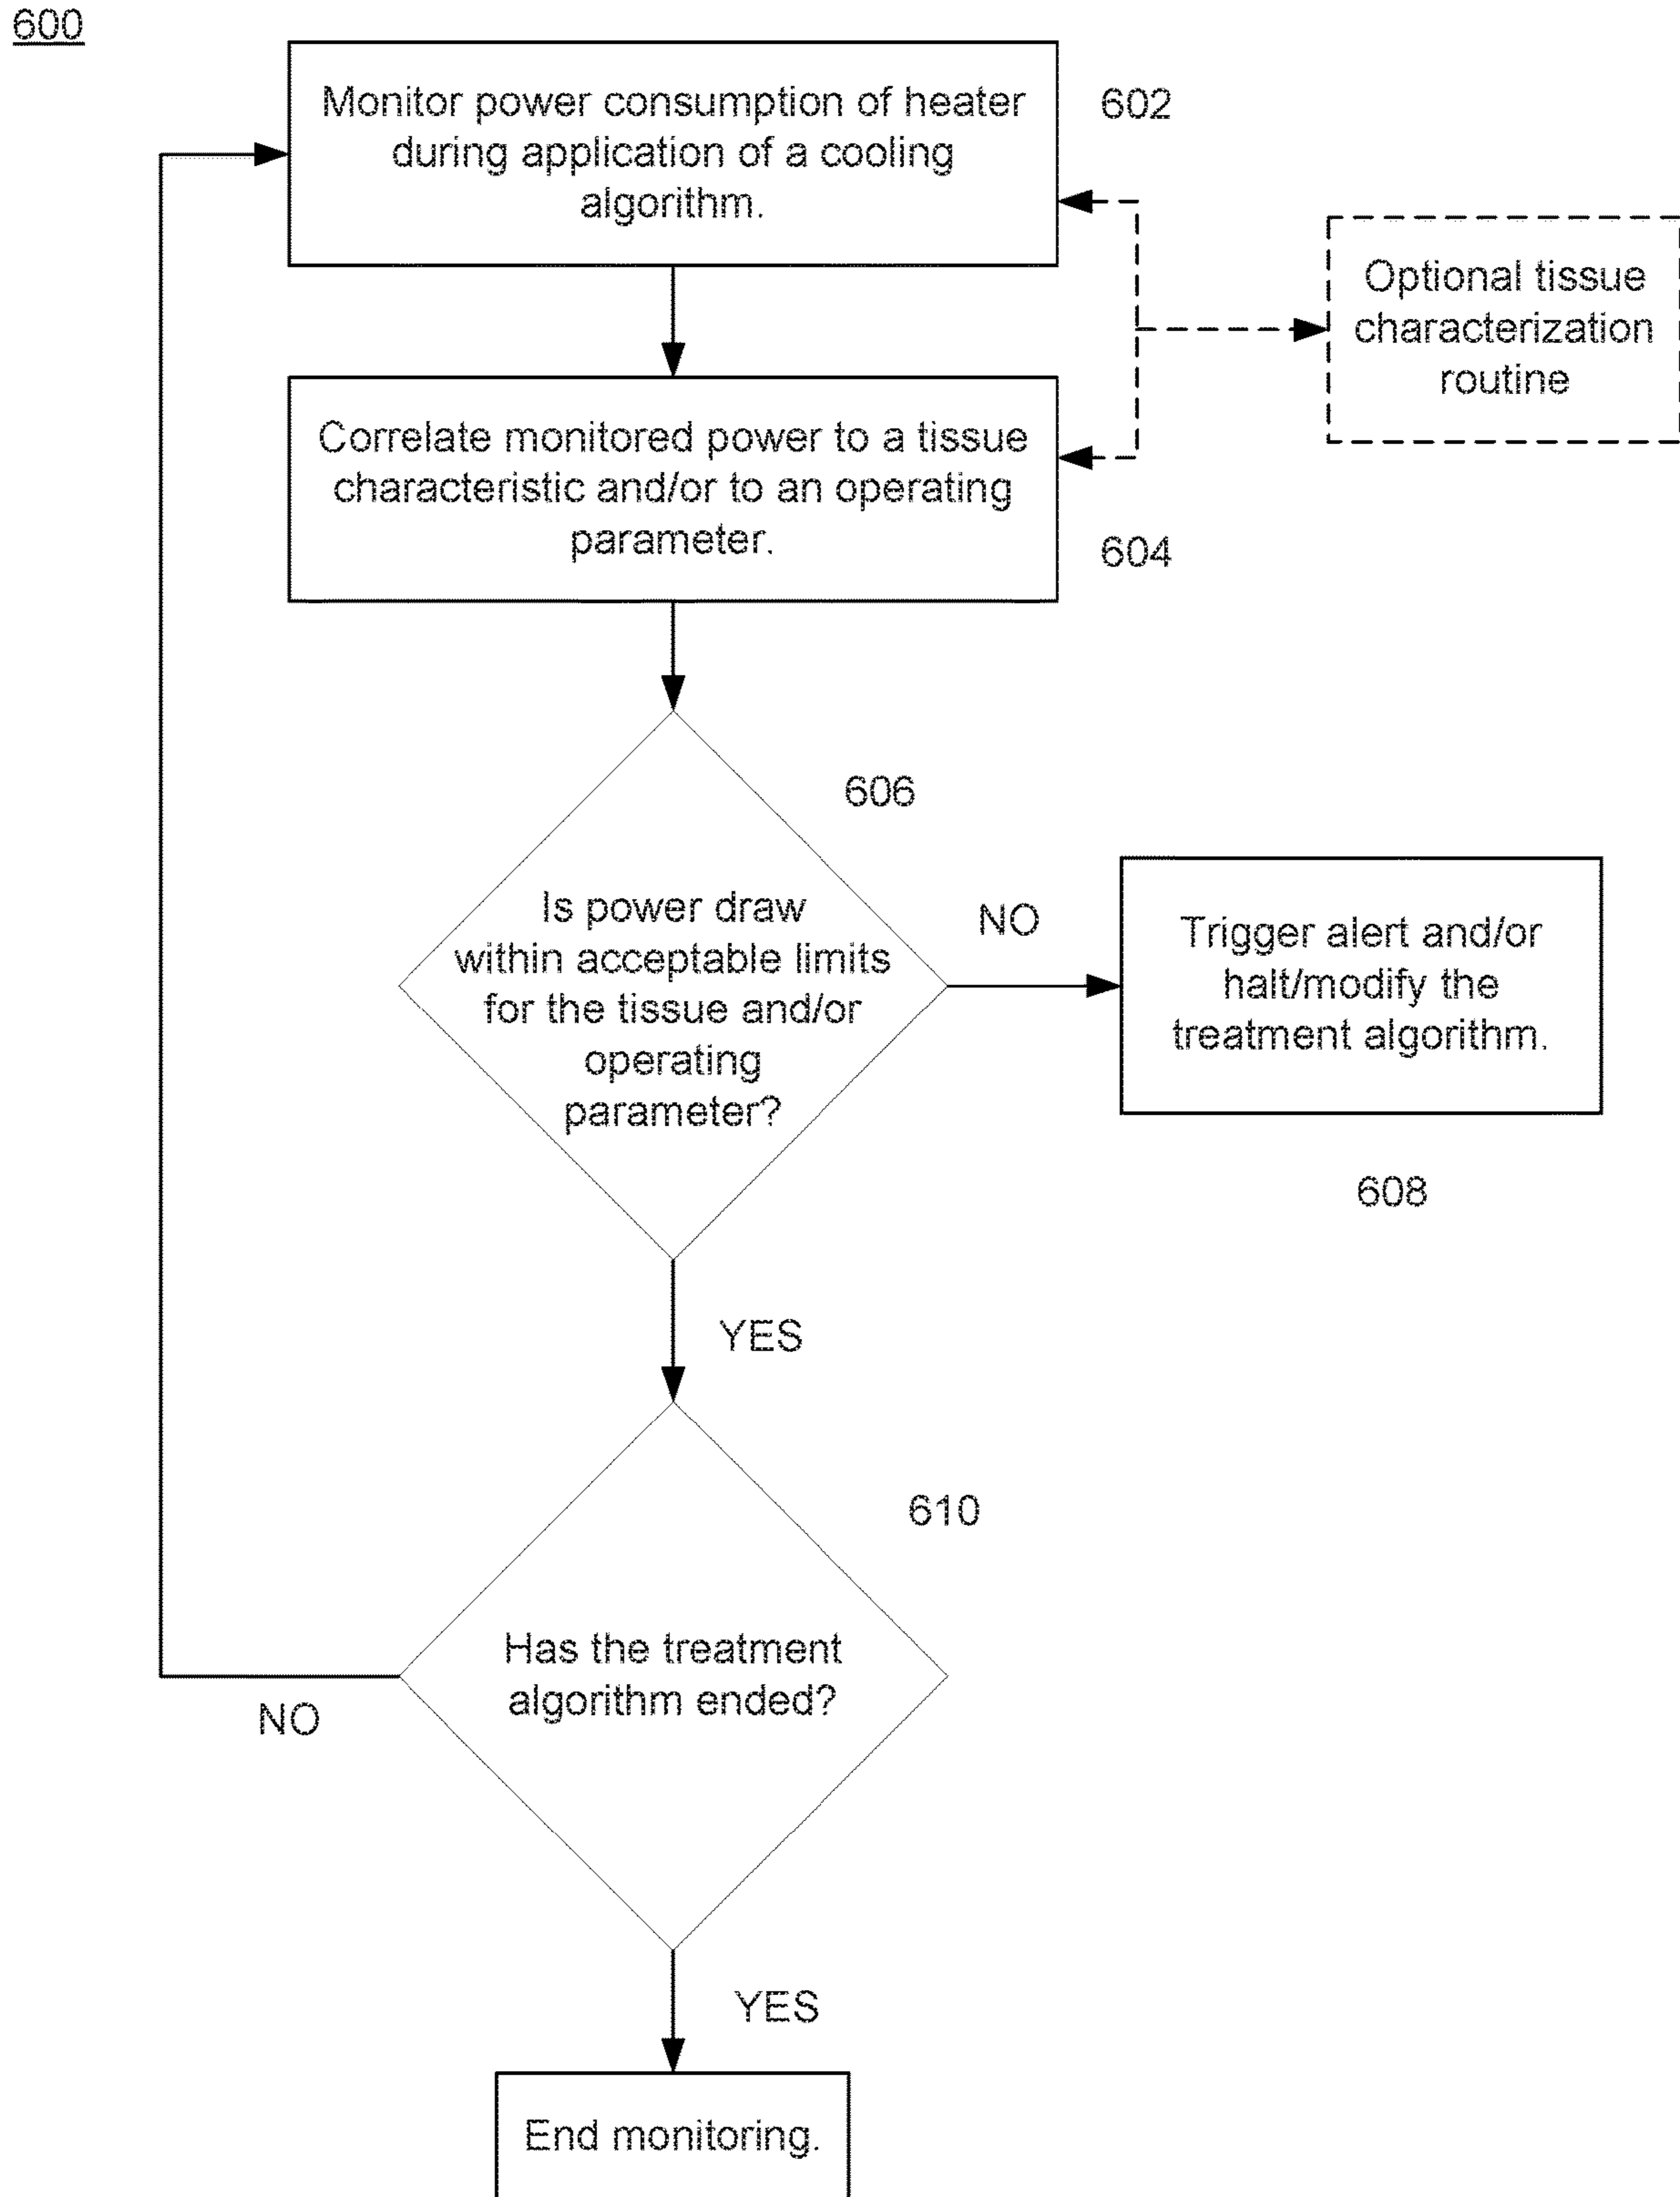 600
Monitor power consumption of heater
during application of a cooling
algorithm.
602
Optional tissue
characterization
routine
Correlate monitored power to a tissue
characteristic and/or to an operating
parameter.
604
606
Is power draw
within acceptable limits
for the tissue and/or
operating
parameter?
NO
Trigger alert and/or
halt/modify the
treatment algorithm.
608
YES
610
Has the treatment
algorithm ended?
NO
YES
End monitoring.